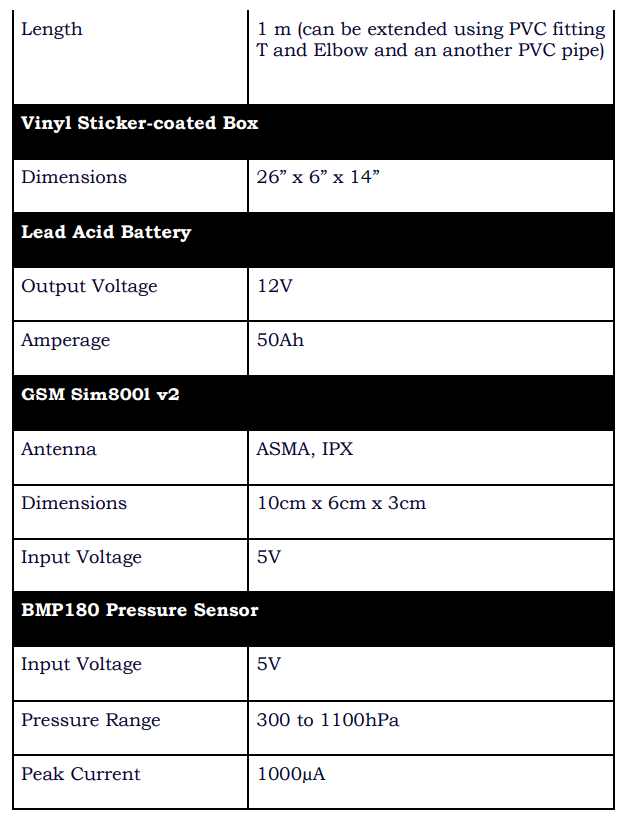 Length
1 m (can be extended using PVC fitting
T and Elbow and an another PVC pipe)
Vinyl Sticker-coated Box
Dimensions
26” x 6” x 14”
Lead Acid Battery
Output Voltage
12V
Amperage
50Ah
GSM Sim800l v2
Antenna
ASMA, IPX
Dimensions
10cm x 6cm x 3cm
Input Voltage
5V
BMP180 Pressure Sensor
Input Voltage
5V
Pressure Range
300 to 1100hPa
Peak Current
1000µA